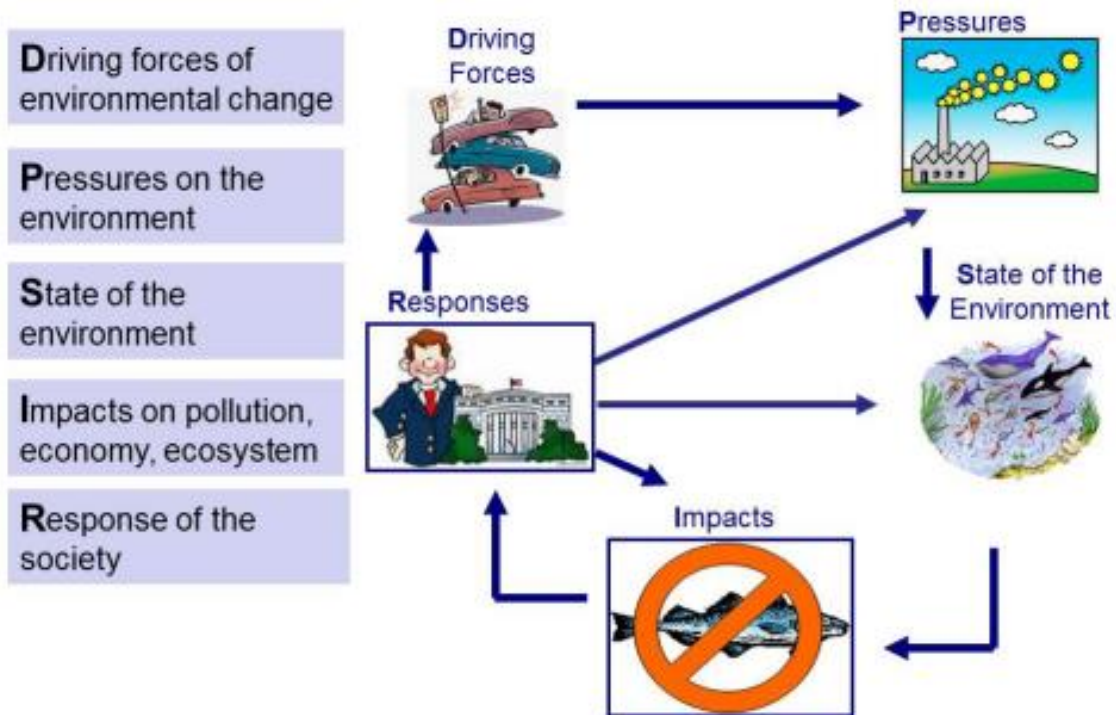 Driving forces of
environmental change
Pressures on the
environment
State of the
environment
Impacts on pollution,
economy, ecosystem
Response of the
society
Driving
Forces
Pressures
Responses
State of the
Environment
Impacts